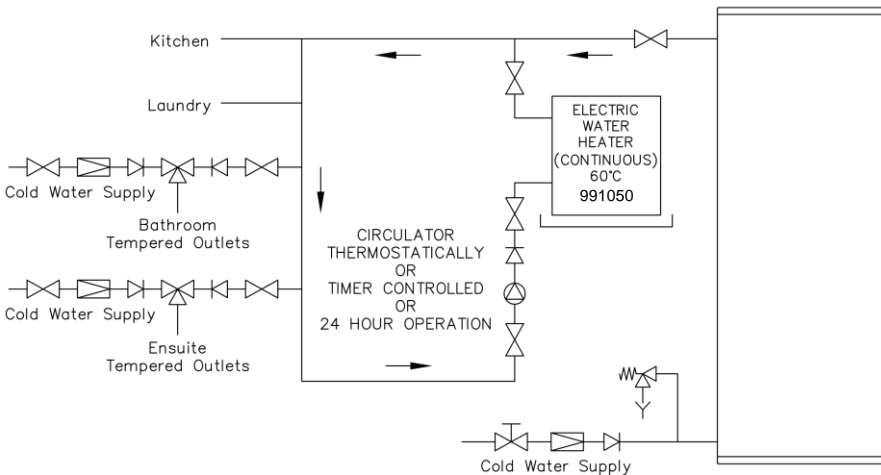 Kitchen
Laundry
Cold Water Supply
Bathroom
Tempered Outlets
Cold Water Supply
Ensuite
Tempered Outlets
CIRCULATOR
THERMOSTATICALLY
OR
TIMER CONTROLLED
OR
24 HOUR OPERATION
ELECTRIC
WATER
HEATER
(CONTINUOUS)
60°C
991050
Cold Water Supply